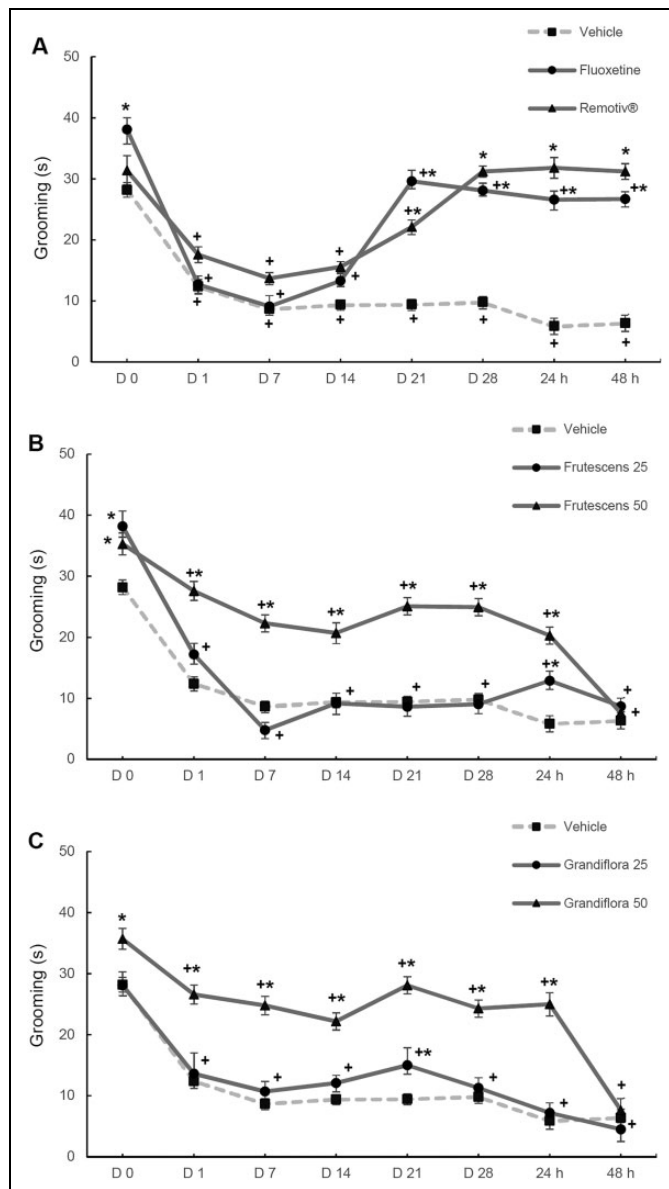 A
Vehicle
Fluoxetine
Remotiv®
Grooming (s)
50
40
30
20
10
0
* 
+ + +
+ + +
+ + +
+* +* +
* +* +
* +* +
* +* +
D 0 D 1 D 7 D 14 D 21 D 28 24 h 48 h
B
Vehicle
Frutescens 25
Frutescens 50
Grooming (s)
50
40
30
20
10
0
* *
+* +
+* +
+* +
+* +
+* +
+* +*
+ +
D 0 D 1 D 7 D 14 D 21 D 28 24 h 48 h
C
Vehicle
Grandiflora 25
Grandiflora 50
Grooming (s)
50
40
30
20
10
0
*
+* +
+* +
+* +
+* +*
+* +
+* +
+ +
D 0 D 1 D 7 D 14 D 21 D 28 24 h 48 h